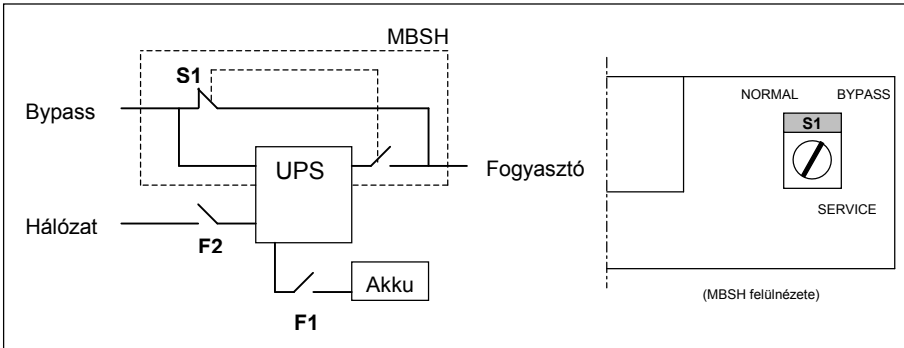 MBSH
S1
Bypass
UPS
Fogyasztó
Hálózat
F2
Akku
F1
NORMAL BYPASS
S1
SERVICE
(MBSH felülnézete)